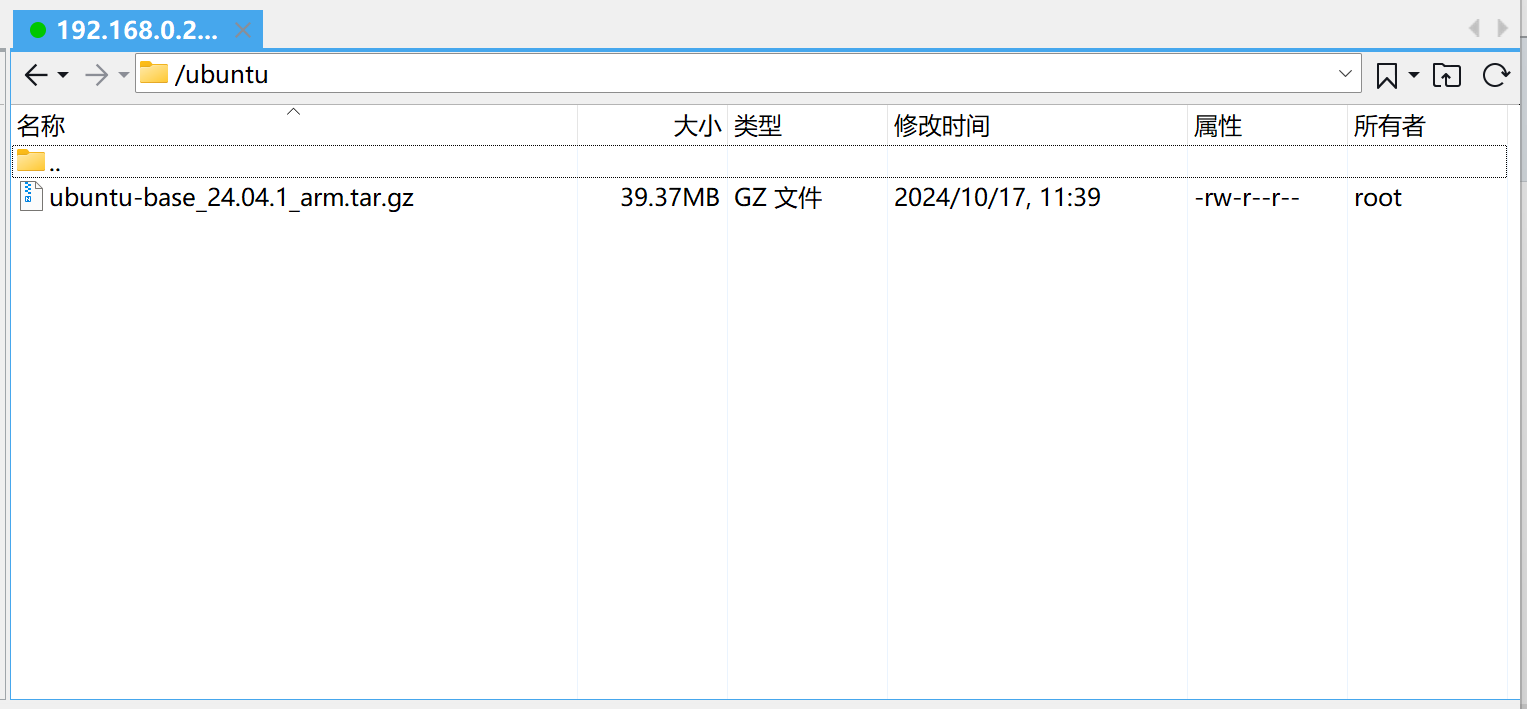 192.168.0.2...
/ubuntu
名称 大小 类型 修改时间 属性 所有者
..
ubuntu-base_24.04.1_arm.tar.gz 39.37MB GZ 文件 2024/10/17, 11:39 -rw-r--r-- root